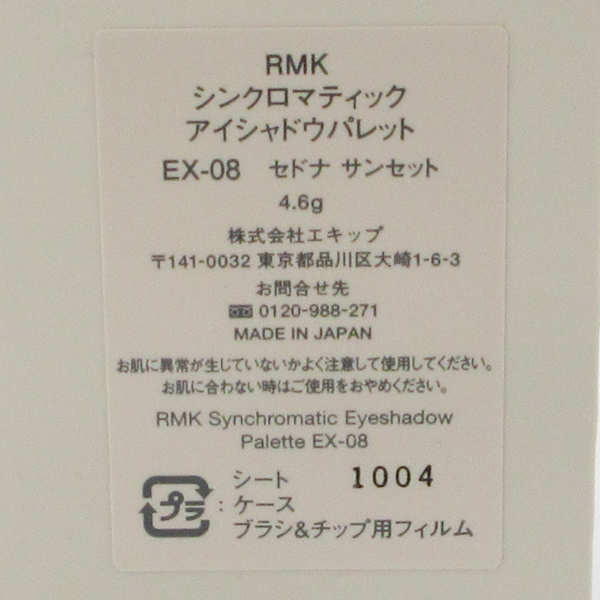 RMK
シンクロマティック
アイシャドウパレット
EX-08 セドナ サンセット
4.6g
株式会社エキップ
〒141-0032 東京都品川区大崎1-6-3
お問合せ先
0120-988-271
MADE IN JAPAN
お肌に異常が生じていないかよく注意して使用してください。
お肌に合わない時はご使用をおやめください。
RMK Synchromatic Eyeshadow
Palette EX-08
シート 1004
プラ : ケース
ブラシ&チップ用フィルム